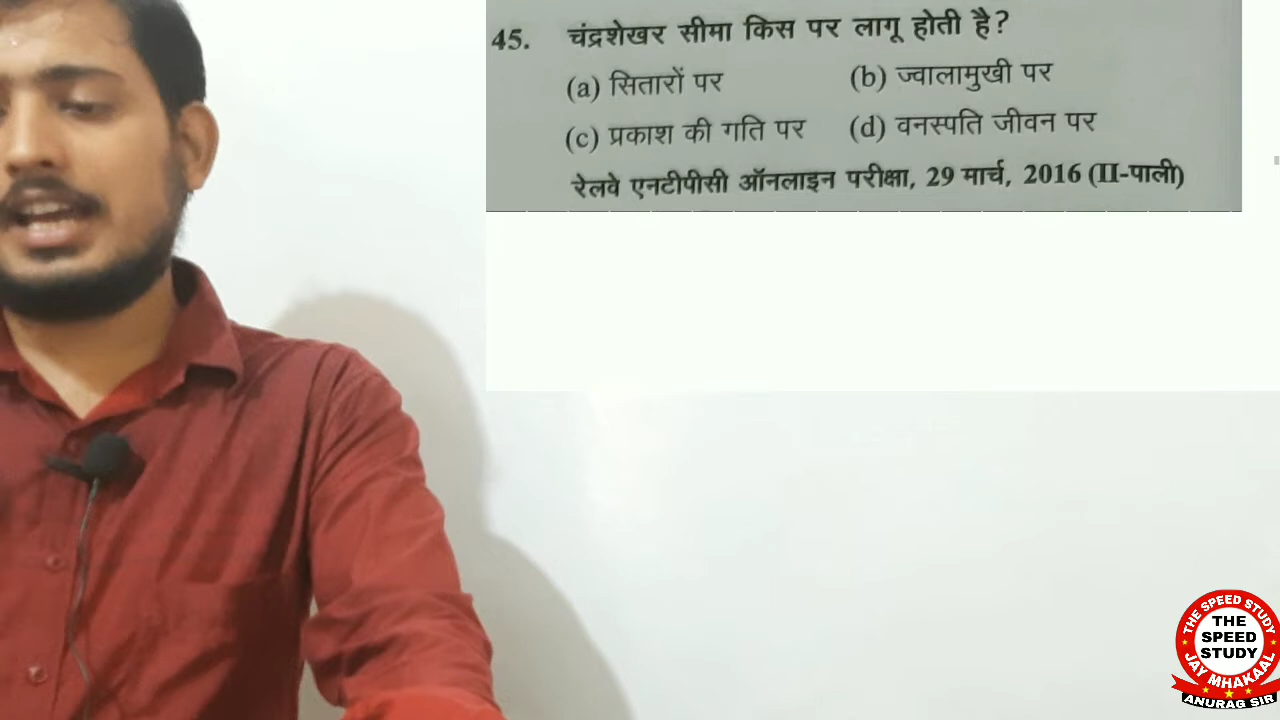 45. चंद्रशेखर सीमा किस पर लागू होती है?
(a) सितारों पर (b) ज्वालामुखी पर
(c) प्रकाश की गति पर (d) वनस्पति जीवन पर
रेलवे एनटीपीसी ऑनलाइन परीक्षा, 29 मार्च, 2016 (II-पाली)
THE SPEED STUDY
THE
SPEED
STUDY
JAY MHAKAAL
ANURAG SIR